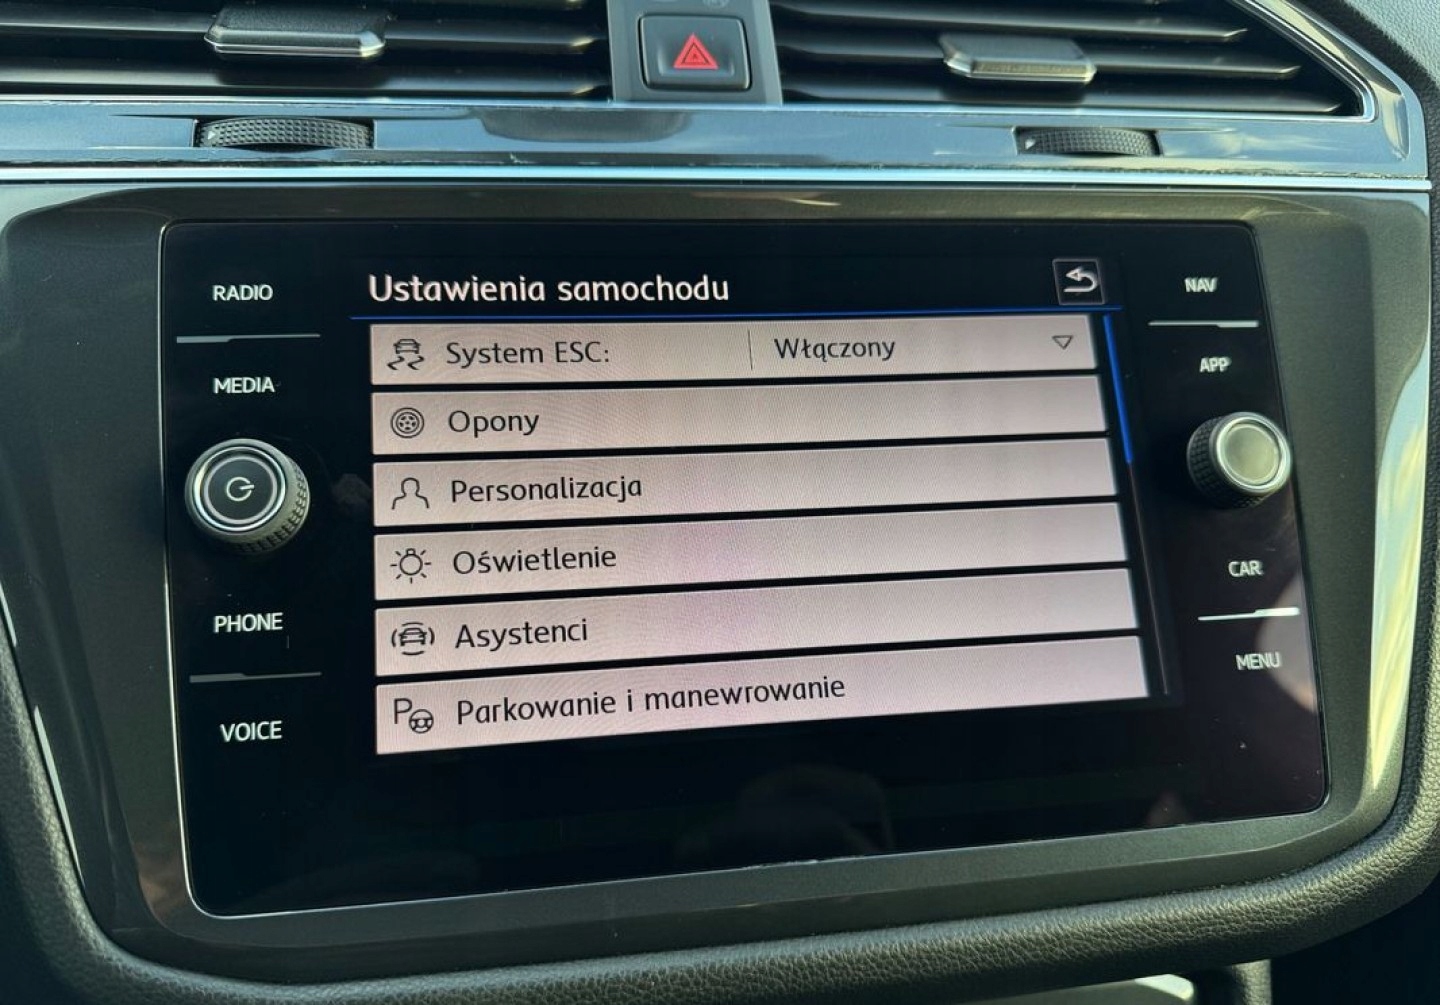 RADIO
MEDIA
PHONE
VOICE
Ustawienia samochodu
System ESC: Włączony
Opony
Personalizacja
Oświetlenie
Asystenci
Parkowanie i manewrowanie
NAV
APP
CAR
MENU